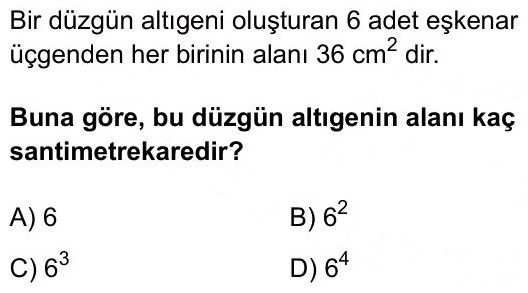 Bir düzgün altıgeni oluşturan 6 adet eşkenar
üçgenden her birinin alanı 36 cm² dir.
Buna göre, bu düzgün altıgenin alanı kaç
santimetrekaredir?
A) 6 B) 6²
C) 6³ D) 6⁴